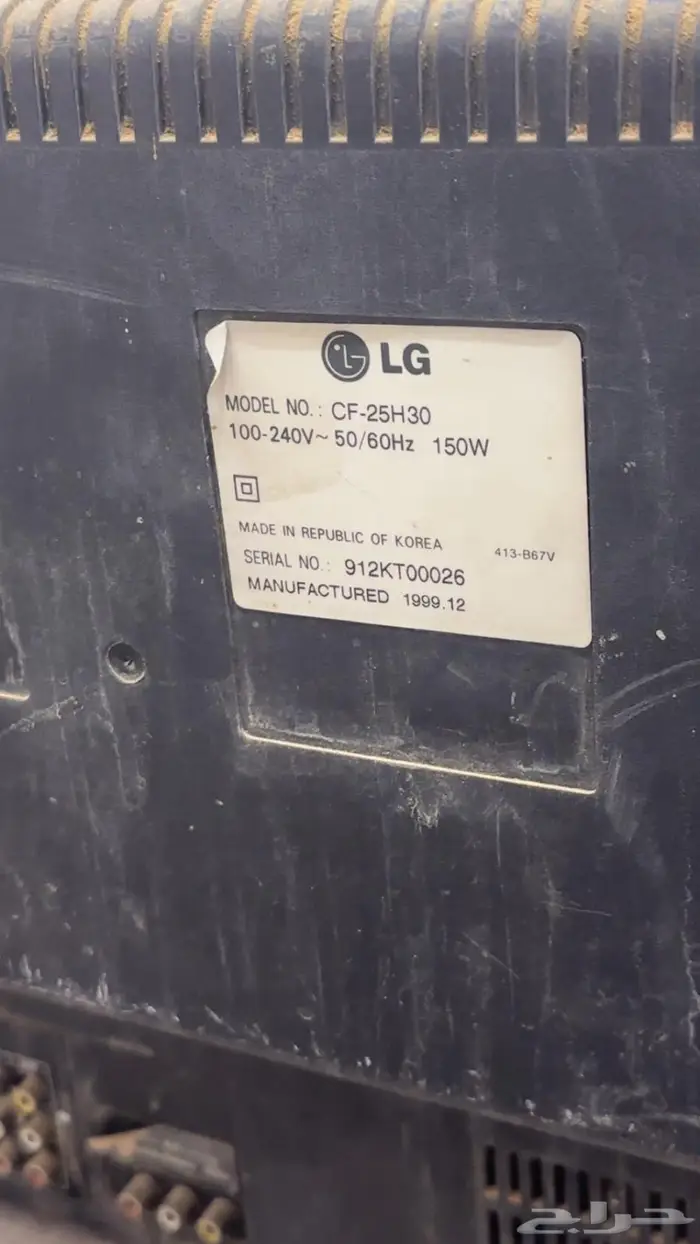 LG
MODEL NO.: CF-25H30
100-240V~ 50/60Hz 150W
MADE IN REPUBLIC OF KOREA
413-B67V
SERIAL NO.: 912KT00026
MANUFACTURED 1999.12
حراج